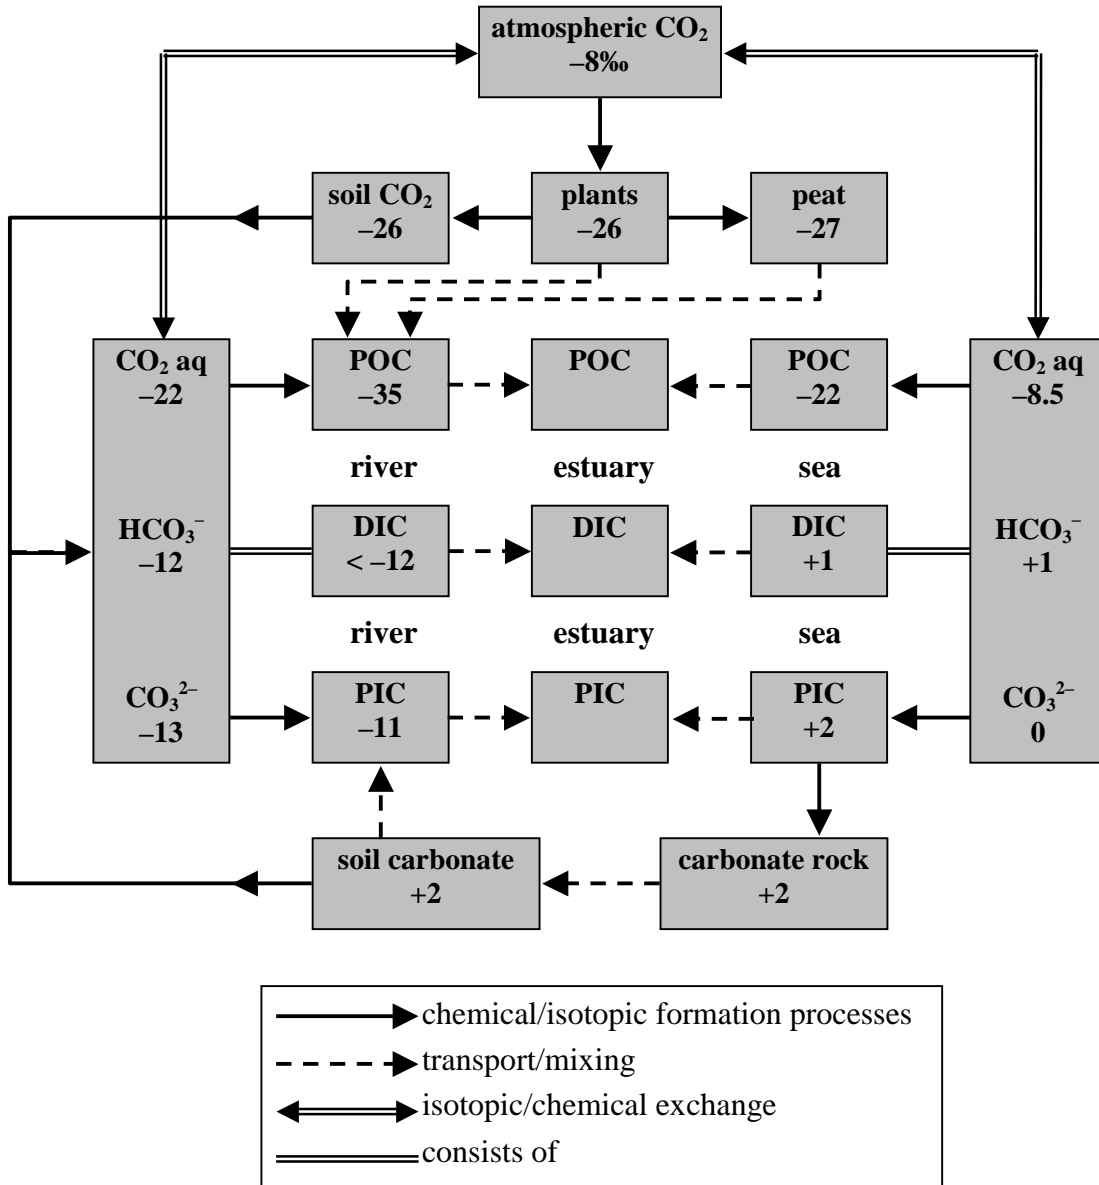 atmospheric CO₂
–8‰
soil CO₂
–26
plants
–26
peat
–27
CO₂ aq
–22
POC
–35
POC
POC
–22
CO₂ aq
–8.5
river
estuary
sea
HCO₃⁻
–12
DIC
< –12
DIC
DIC
+1
HCO₃⁻
+1
river
estuary
sea
CO₃²⁻
–13
PIC
–11
PIC
PIC
+2
CO₃²⁻
0
soil carbonate
+2
carbonate rock
+2
chemical/isotopic formation processes
transport/mixing
isotopic/chemical exchange
consists of